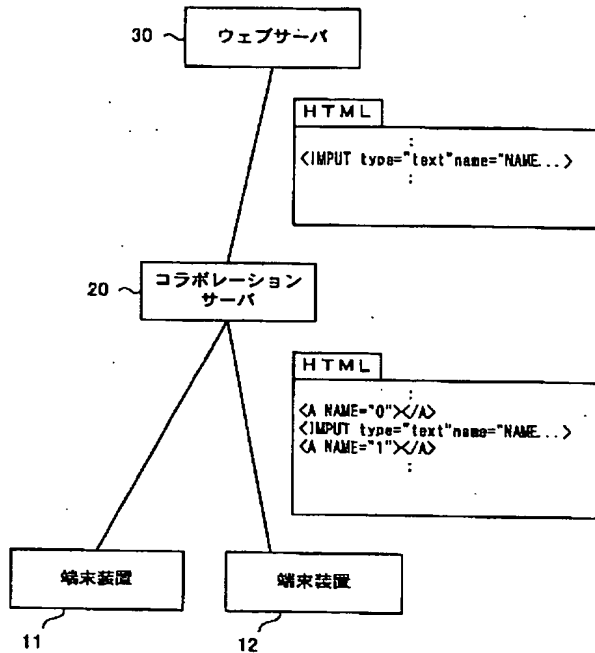 30
ウェブサーバ
HTML
:
<IMPUT type="text"name="NAME...>
:
20
コラボレーション
サーバ
HTML
:
<A NAME="0"></A>
<IMPUT type="text"name="NAME...>
<A NAME="1"></A>
:
端末装置
端末装置
11
12